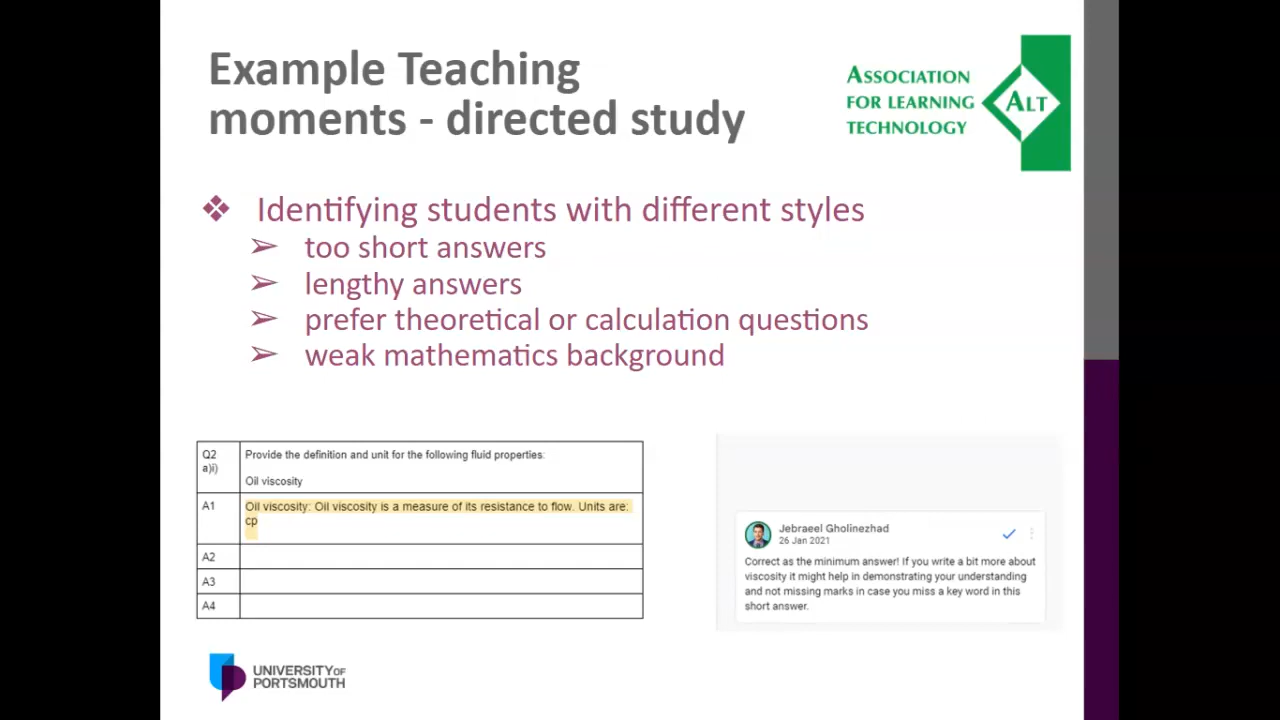 Example Teaching
moments - directed study
ASSOCIATION
FOR LEARNING
TECHNOLOGY
ALT
Identifying students with different styles
too short answers
lengthy answers
prefer theoretical or calculation questions
weak mathematics background
Q2
a)i)
Provide the definition and unit for the following fluid properties:
Oil viscosity
A1
Oil viscosity: Oil viscosity is a measure of its resistance to flow. Units are:
cp
A2
A3
A4
Jebraeel Gholinezhad
26 Jan 2021
Correct as the minimum answer! If you write a bit more about
viscosity it might help in demonstrating your understanding
and not missing marks in case you miss a key word in this
short answer.
UNIVERSITY OF
PORTSMOUTH